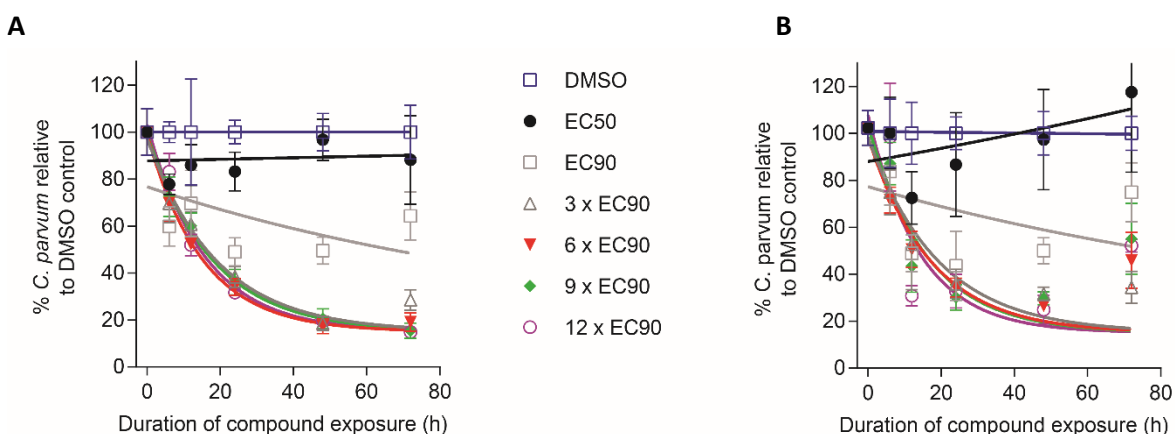 A
% C. parvum relative
to DMSO control
120
100
80
60
40
20
0
0 20 40 60 80
Duration of compound exposure (h)
DMSO
EC50
EC90
3 x EC90
6 x EC90
9 x EC90
12 x EC90
B
% C. parvum relative
to DMSO control
120
100
80
60
40
20
0
0 20 40 60 80
Duration of compound exposure (h)